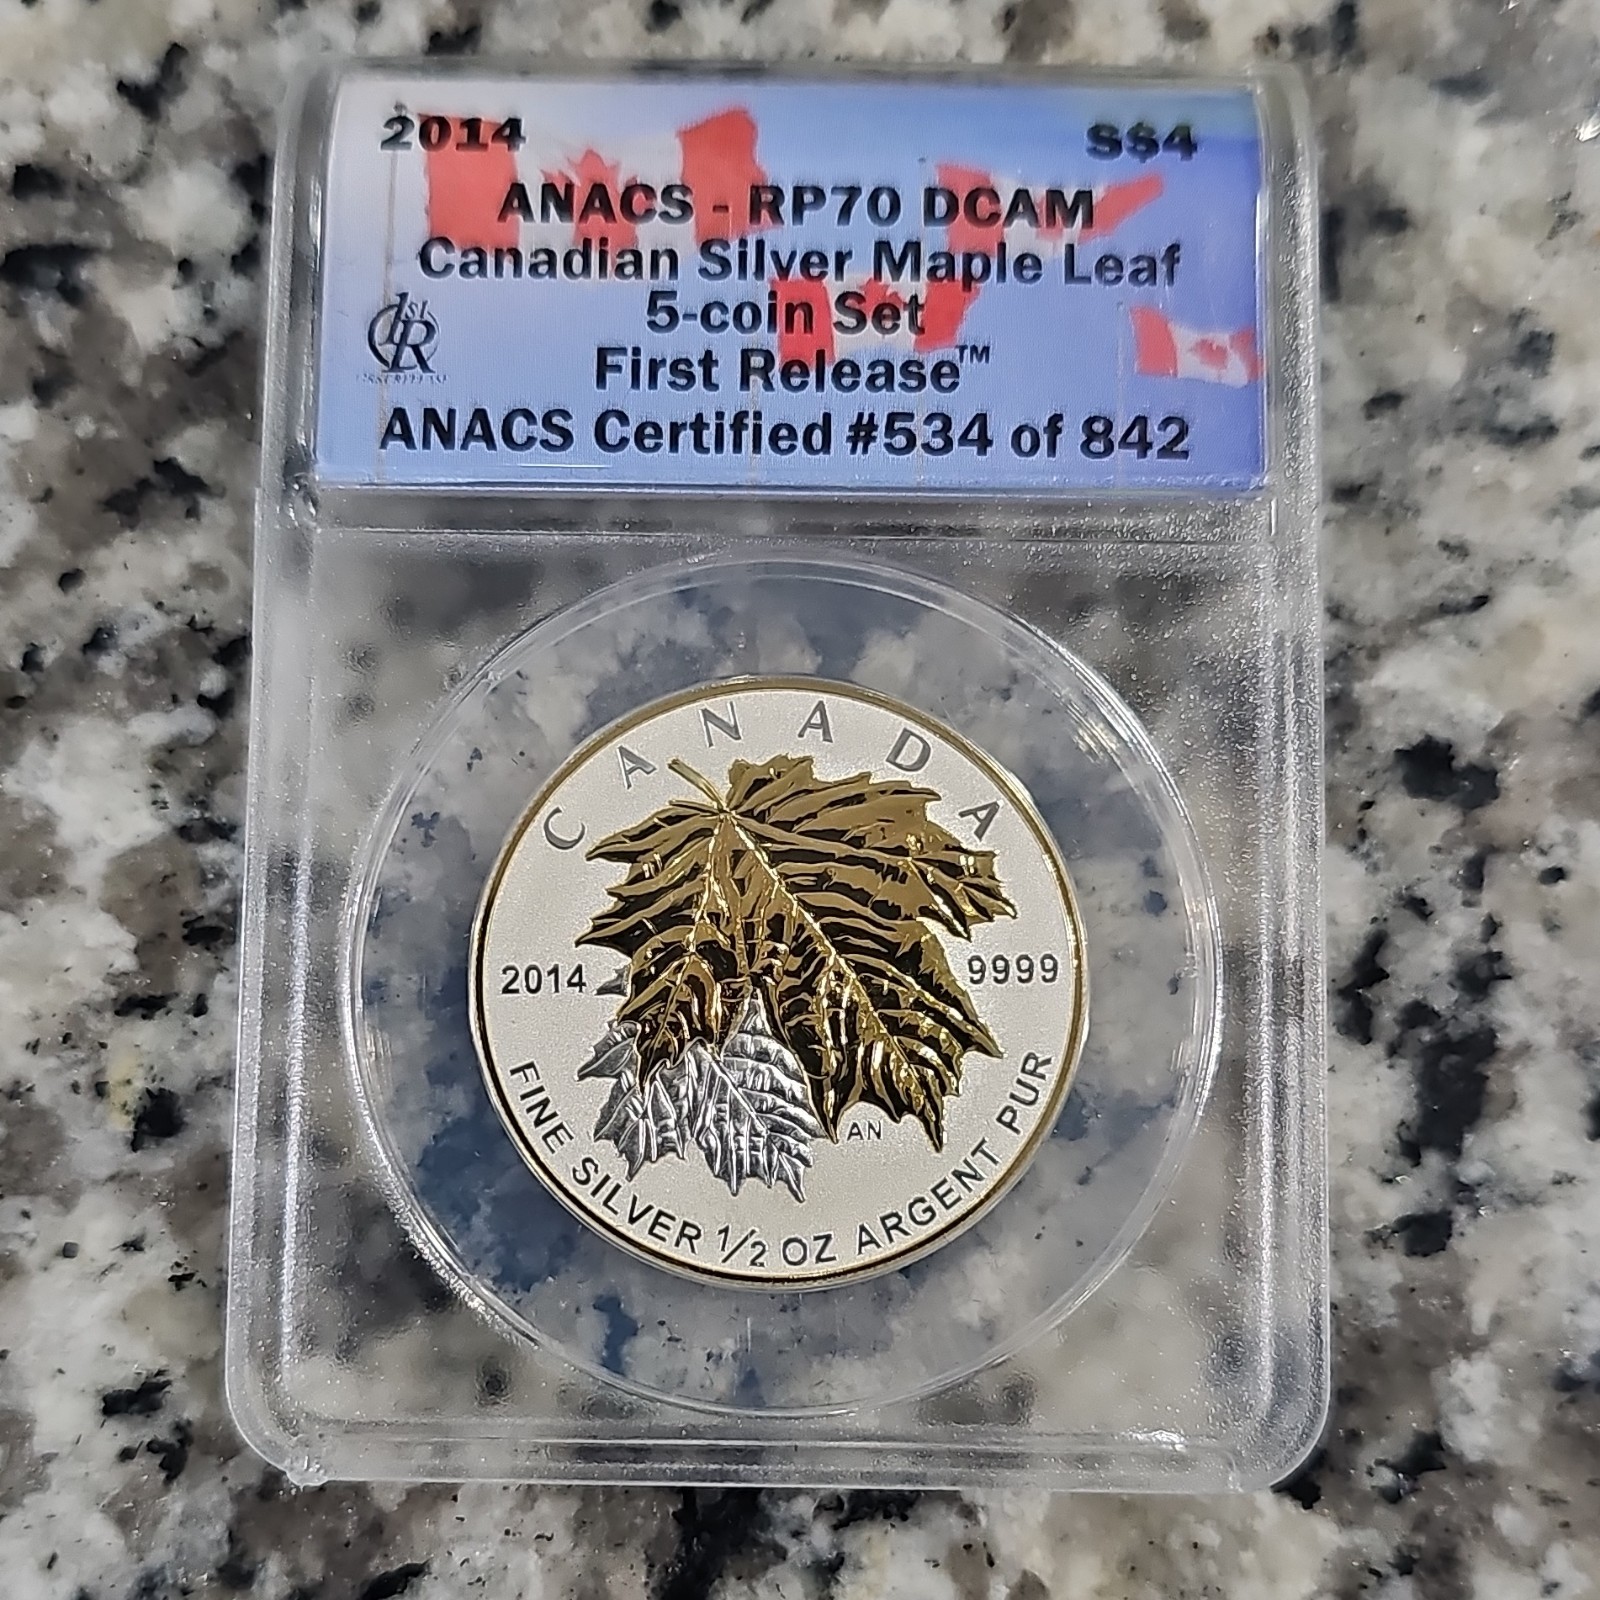 2014 S$4
ANACS - RP70 DCAM
Canadian Silver Maple Leaf
5-coin Set
First Release™
ANACS Certified #534 of 842
1ST R
CANADA
2014 9999
AN
FINE SILVER 1/2 OZ ARGENT PUR